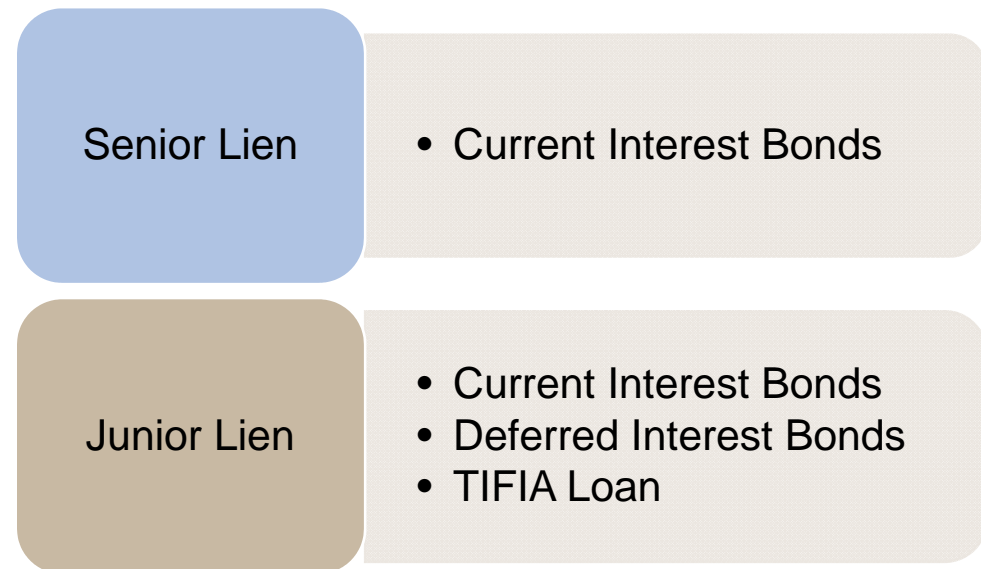 Senior Lien
• Current Interest Bonds
Junior Lien
• Current Interest Bonds
• Deferred Interest Bonds
• TIFIA Loan